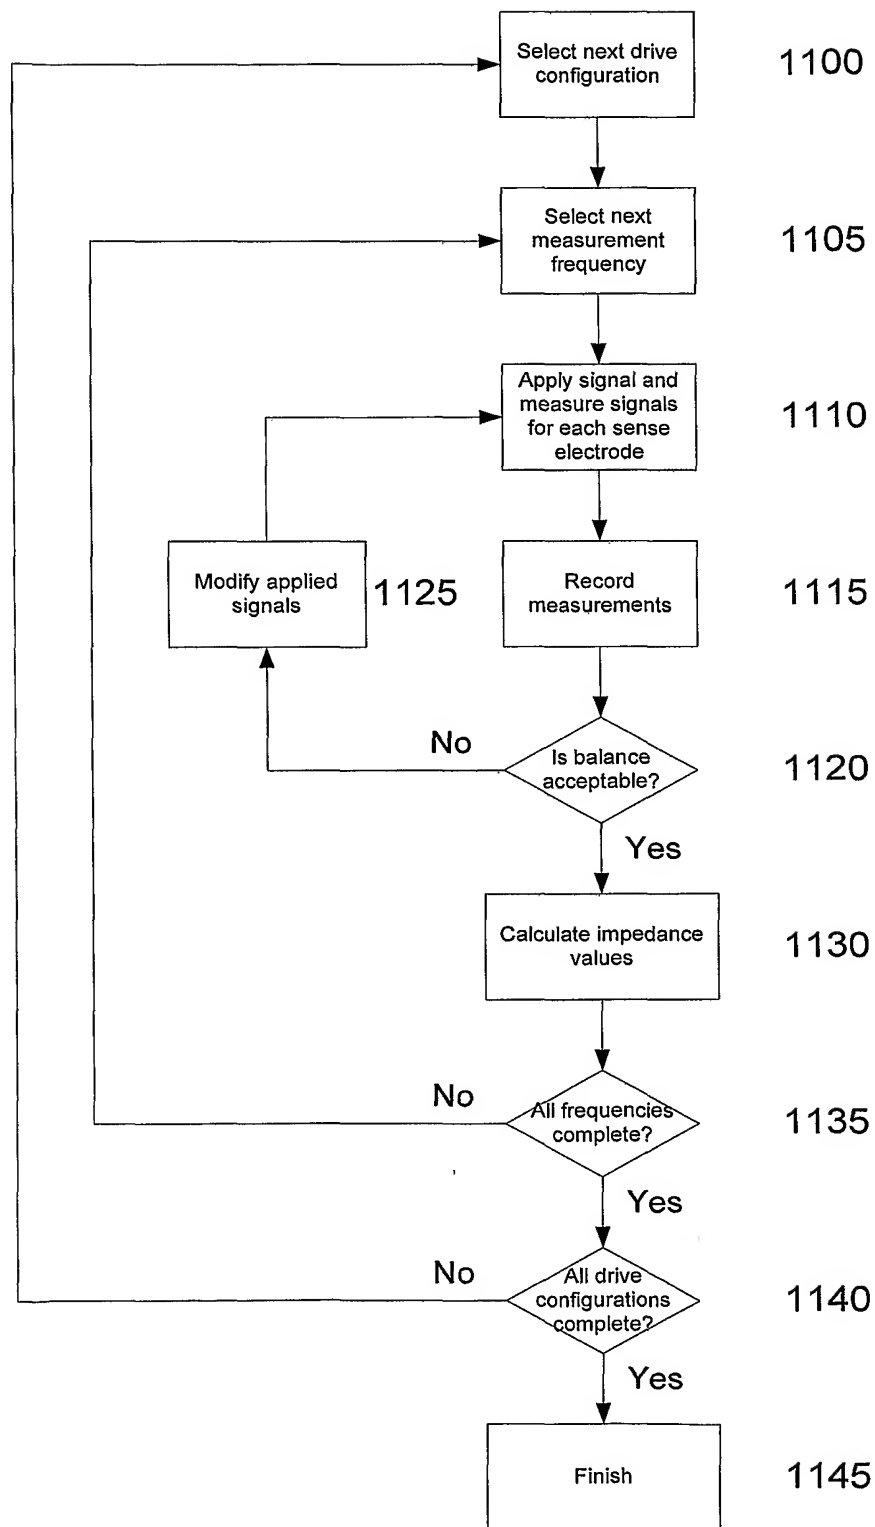 Select next drive
configuration
1100
Select next
measurement
frequency
1105
Apply signal and
measure signals
for each sense
electrode
1110
Modify applied
signals
1125
Record
measurements
1115
No
Is balance
acceptable?
1120
Yes
Calculate impedance
values
1130
No
All frequencies
complete?
1135
Yes
No
All drive
configurations
complete?
1140
Yes
Finish
1145